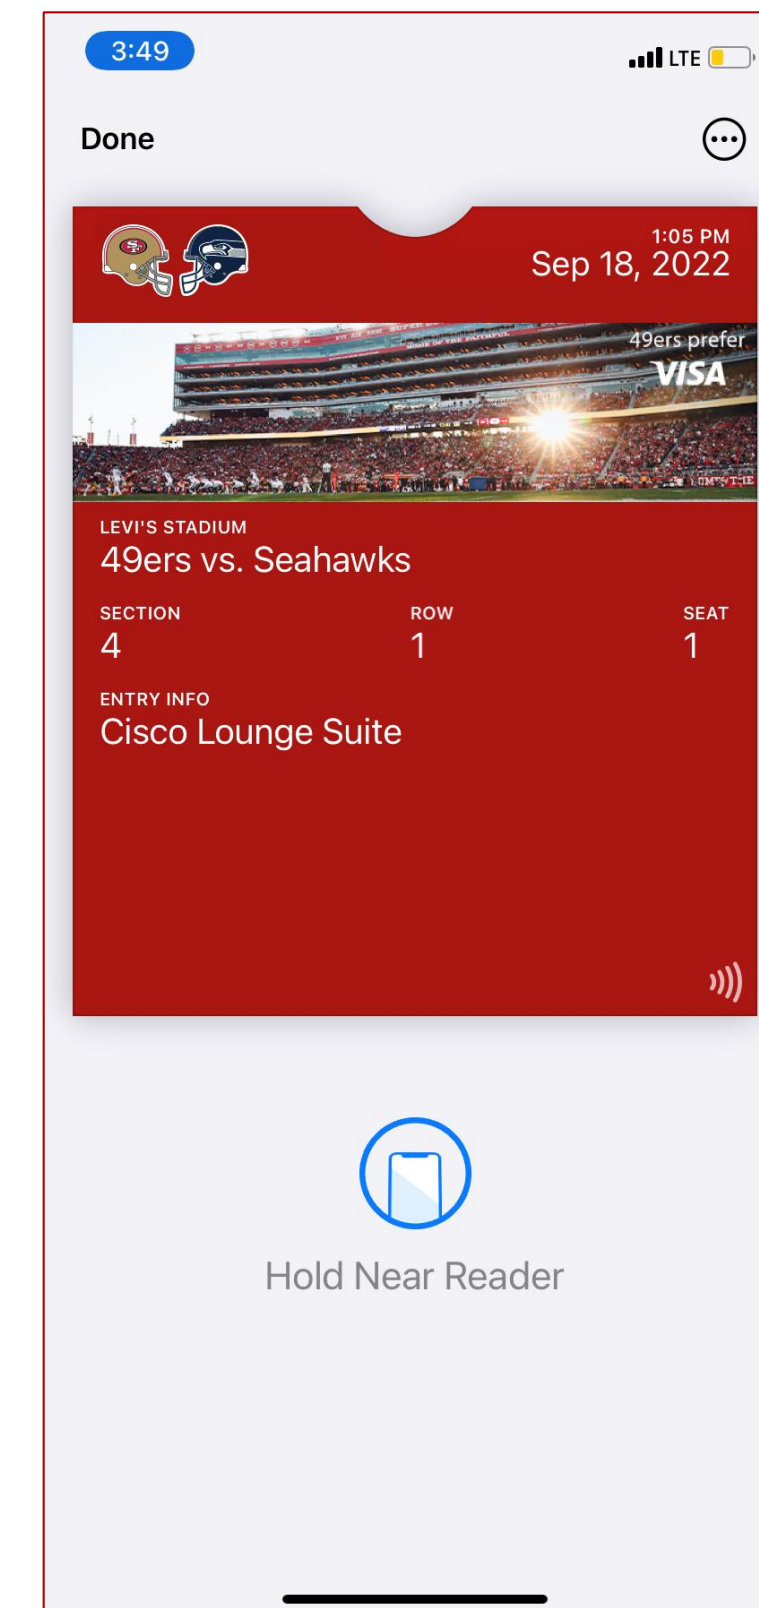 3:49
LTE
Done
1:05 PM
Sep 18, 2022
49ers prefer
VISA
LEVI'S STADIUM
49ers vs. Seahawks
SECTION ROW SEAT
4 1 1
ENTRY INFO
Cisco Lounge Suite
Hold Near Reader